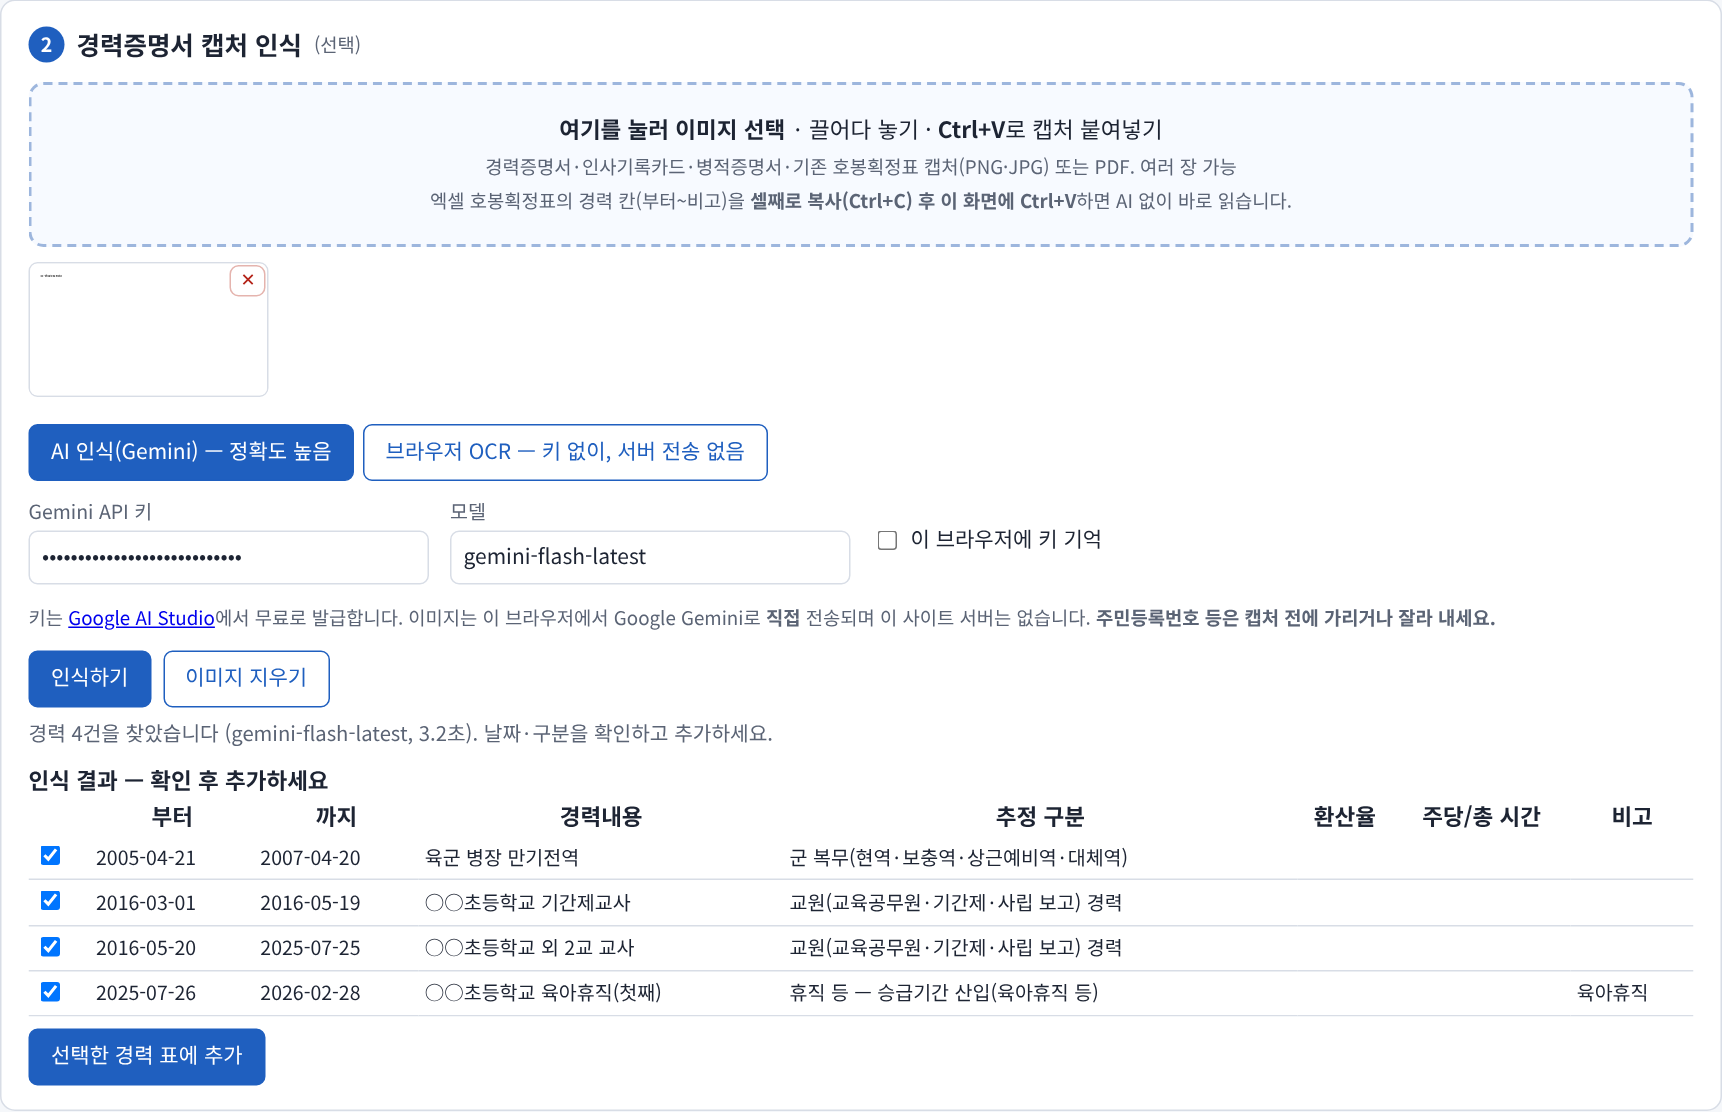 2 경력증명서 캡처 인식 (선택)
여기를 눌러 이미지 선택 · 끌어다 놓기 · Ctrl+V로 캡처 붙여넣기
경력증명서·인사기록카드·병적증명서·기존 호봉획정표 캡처(PNG·JPG) 또는 PDF. 여러 장 가능
엑셀 호봉획정표의 경력 칸(부터~비고)을 셀째로 복사(Ctrl+C) 후 이 화면에 Ctrl+V하면 AI 없이 바로 읽습니다.
✕
AI 인식(Gemini) — 정확도 높음 브라우저 OCR — 키 없이, 서버 전송 없음
Gemini API 키 모델
•••••••••••••••••••••••••••• gemini-flash-latest 이 브라우저에 키 기억
키는 Google AI Studio에서 무료로 발급합니다. 이미지는 이 브라우저에서 Google Gemini로 직접 전송되며 이 사이트 서버는 없습니다. 주민등록번호 등은 캡처 전에 가리거나 잘라 내세요.
인식하기 이미지 지우기
경력 4건을 찾았습니다 (gemini-flash-latest, 3.2초). 날짜·구분을 확인하고 추가하세요.
인식 결과 — 확인 후 추가하세요
부터 까지 경력내용 추정 구분 환산율 주당/총 시간 비고
2005-04-21 2007-04-20 육군 병장 만기전역 군 복무(현역·보충역·상근예비역·대체역)
2016-03-01 2016-05-19 ○○초등학교 기간제교사 교원(교육공무원·기간제·사립 보고) 경력
2016-05-20 2025-07-25 ○○초등학교 외 2교 교사 교원(교육공무원·기간제·사립 보고) 경력
2025-07-26 2026-02-28 ○○초등학교 육아휴직(첫째) 휴직 등 — 승급기간 산입(육아휴직 등) 육아휴직
선택한 경력 표에 추가